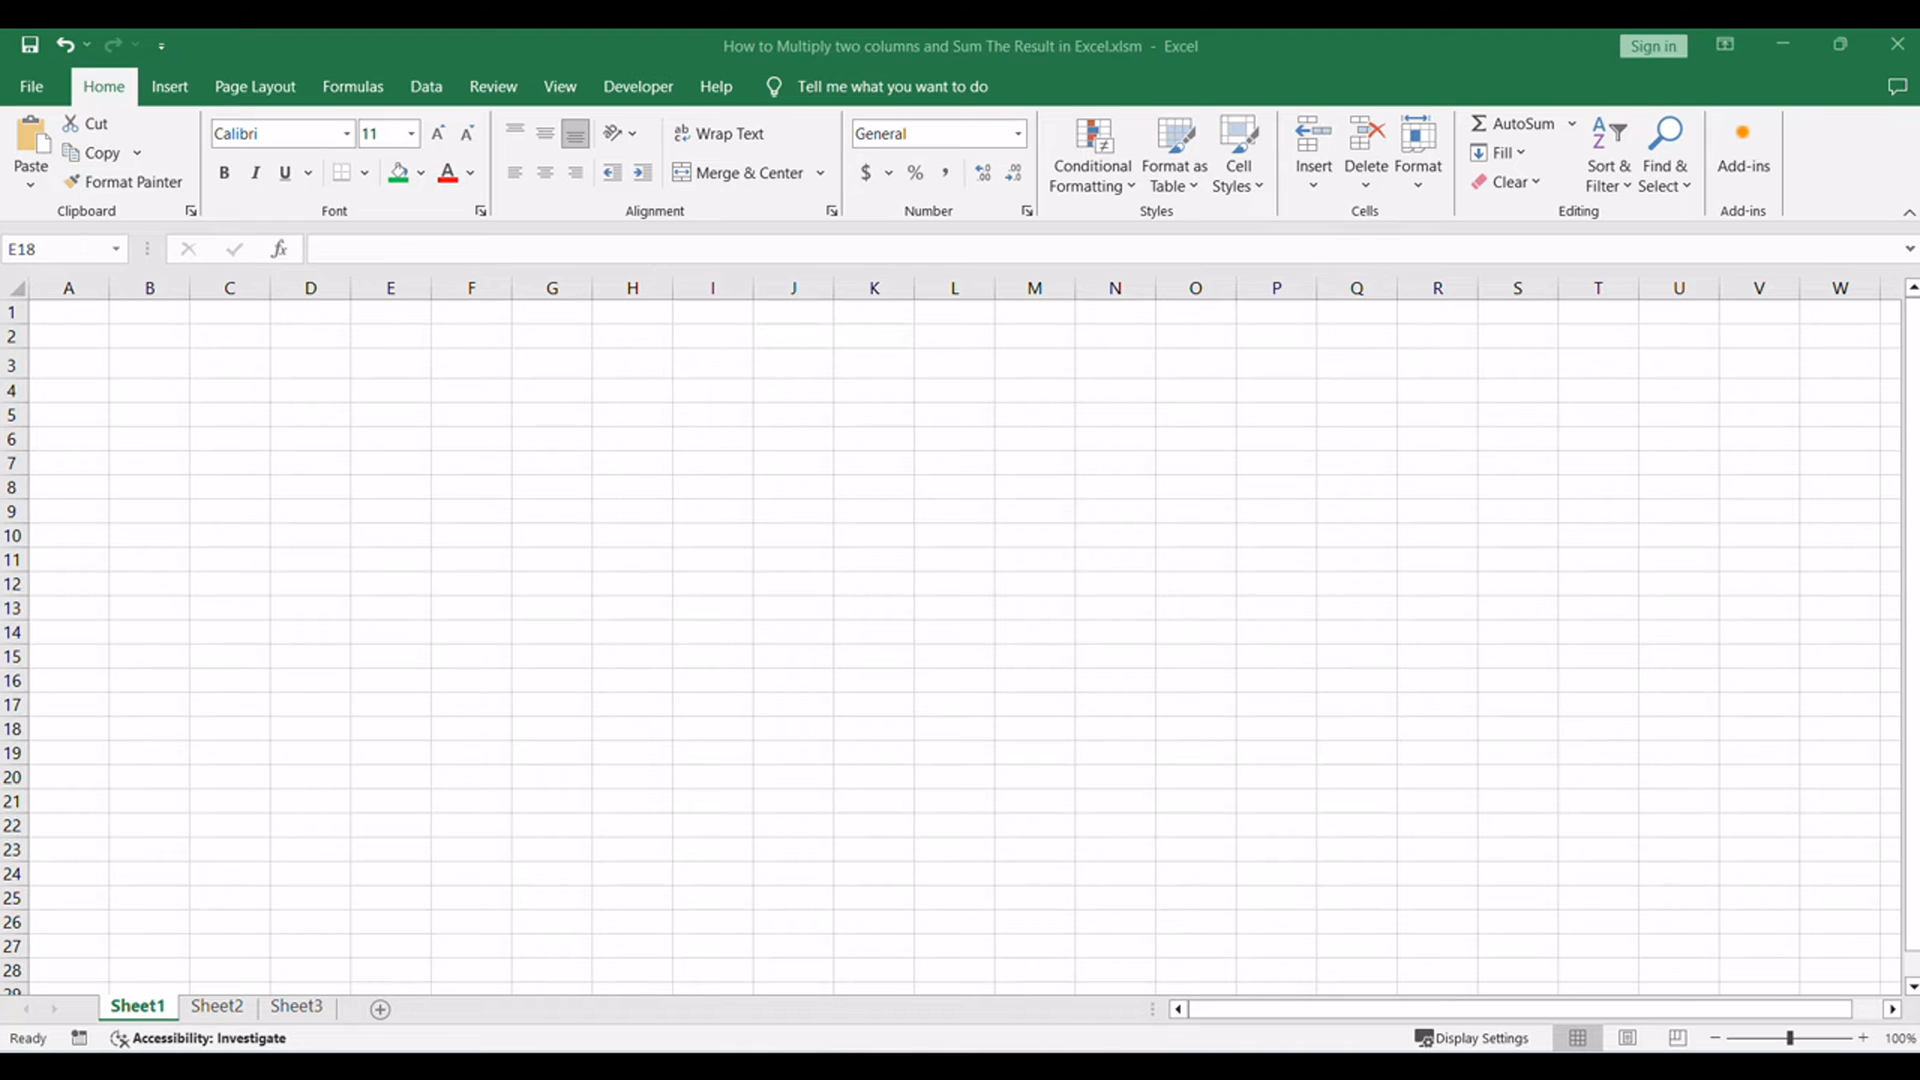 How to Multiply two columns and Sum The Result in Excel.xlsm - Excel
Sign in
File Home Insert Page Layout Formulas Data Review View Developer Help Tell me what you want to do
Paste
Cut
Copy
Format Painter
Clipboard
Calibri 11
B I U A
Font
Wrap Text
Merge & Center
Alignment
General
$ % ,
Number
Conditional Formatting
Format as Table
Cell Styles
Styles
Insert Delete Format
Cells
AutoSum
Fill
Clear
Sort & Filter
Find & Select
Editing
Add-ins
Add-ins
E18 fx
A B C D E F G H I J K L M N O P Q R S T U V W
1
2
3
4
5
6
7
8
9
10
11
12
13
14
15
16
17
18
19
20
21
22
23
24
25
26
27
28
29
Sheet1 Sheet2 Sheet3
Ready Accessibility: Investigate Display Settings 100%